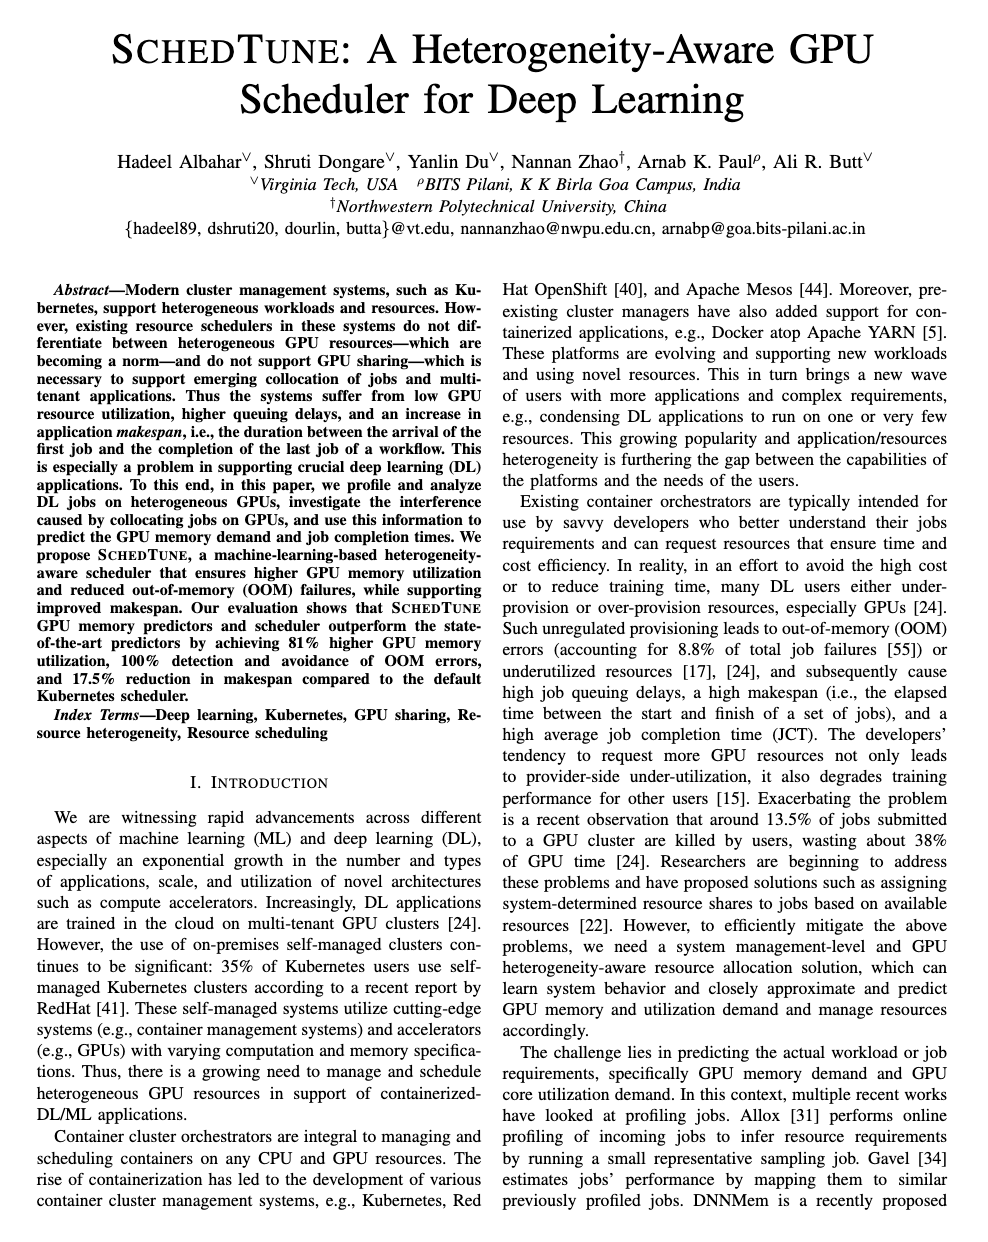 SCHEDTUNE: A Heterogeneity-Aware GPU
Scheduler for Deep Learning
Hadeel Albahar∨, Shruti Dongare∨, Yanlin Du∨, Nannan Zhao†, Arnab K. Paulρ, Ali R. Butt∨
∨Virginia Tech, USA ρBITS Pilani, K K Birla Goa Campus, India
†Northwestern Polytechnical University, China
{hadeel89, dshruti20, dourlin, butta}@vt.edu, nannanzhao@nwpu.edu.cn, arnabp@goa.bits-pilani.ac.in
Abstract—Modern cluster management systems, such as Ku-
bernetes, support heterogeneous workloads and resources. How-
ever, existing resource schedulers in these systems do not dif-
ferentiate between heterogeneous GPU resources—which are
becoming a norm—and do not support GPU sharing—which is
necessary to support emerging collocation of jobs and multi-
tenant applications. Thus the systems suffer from low GPU
resource utilization, higher queuing delays, and an increase in
application makespan, i.e., the duration between the arrival of the
first job and the completion of the last job of a workflow. This
is especially a problem in supporting crucial deep learning (DL)
applications. To this end, in this paper, we profile and analyze
DL jobs on heterogeneous GPUs, investigate the interference
caused by collocating jobs on GPUs, and use this information to
predict the GPU memory demand and job completion times. We
propose SCHEDTUNE, a machine-learning-based heterogeneity-
aware scheduler that ensures higher GPU memory utilization
and reduced out-of-memory (OOM) failures, while supporting
improved makespan. Our evaluation shows that SCHEDTUNE
GPU memory predictors and scheduler outperform the state-
of-the-art predictors by achieving 81% higher GPU memory
utilization, 100% detection and avoidance of OOM errors,
and 17.5% reduction in makespan compared to the default
Kubernetes scheduler.
Index Terms—Deep learning, Kubernetes, GPU sharing, Re-
source heterogeneity, Resource scheduling
I. INTRODUCTION
We are witnessing rapid advancements across different
aspects of machine learning (ML) and deep learning (DL),
especially an exponential growth in the number and types
of applications, scale, and utilization of novel architectures
such as compute accelerators. Increasingly, DL applications
are trained in the cloud on multi-tenant GPU clusters [24].
However, the use of on-premises self-managed clusters con-
tinues to be significant: 35% of Kubernetes users use self-
managed Kubernetes clusters according to a recent report by
RedHat [41]. These self-managed systems utilize cutting-edge
systems (e.g., container management systems) and accelerators
(e.g., GPUs) with varying computation and memory specifica-
tions. Thus, there is a growing need to manage and schedule
heterogeneous GPU resources in support of containerized-
DL/ML applications.
Container cluster orchestrators are integral to managing and
scheduling containers on any CPU and GPU resources. The
rise of containerization has led to the development of various
container cluster management systems, e.g., Kubernetes, Red
Hat OpenShift [40], and Apache Mesos [44]. Moreover, pre-
existing cluster managers have also added support for con-
tainerized applications, e.g., Docker atop Apache YARN [5].
These platforms are evolving and supporting new workloads
and using novel resources. This in turn brings a new wave
of users with more applications and complex requirements,
e.g., condensing DL applications to run on one or very few
resources. This growing popularity and application/resources
heterogeneity is furthering the gap between the capabilities of
the platforms and the needs of the users.
Existing container orchestrators are typically intended for
use by savvy developers who better understand their jobs
requirements and can request resources that ensure time and
cost efficiency. In reality, in an effort to avoid the high cost
or to reduce training time, many DL users either under-
provision or over-provision resources, especially GPUs [24].
Such unregulated provisioning leads to out-of-memory (OOM)
errors (accounting for 8.8% of total job failures [55]) or
underutilized resources [17], [24], and subsequently cause
high job queuing delays, a high makespan (i.e., the elapsed
time between the start and finish of a set of jobs), and a
high average job completion time (JCT). The developers'
tendency to request more GPU resources not only leads
to provider-side under-utilization, it also degrades training
performance for other users [15]. Exacerbating the problem
is a recent observation that around 13.5% of jobs submitted
to a GPU cluster are killed by users, wasting about 38%
of GPU time [24]. Researchers are beginning to address
these problems and have proposed solutions such as assigning
system-determined resource shares to jobs based on available
resources [22]. However, to efficiently mitigate the above
problems, we need a system management-level and GPU
heterogeneity-aware resource allocation solution, which can
learn system behavior and closely approximate and predict
GPU memory and utilization demand and manage resources
accordingly.
The challenge lies in predicting the actual workload or job
requirements, specifically GPU memory demand and GPU
core utilization demand. In this context, multiple recent works
have looked at profiling jobs. Allox [31] performs online
profiling of incoming jobs to infer resource requirements
by running a small representative sampling job. Gavel [34]
estimates jobs' performance by mapping them to similar
previously profiled jobs. DNNMem is a recently proposed